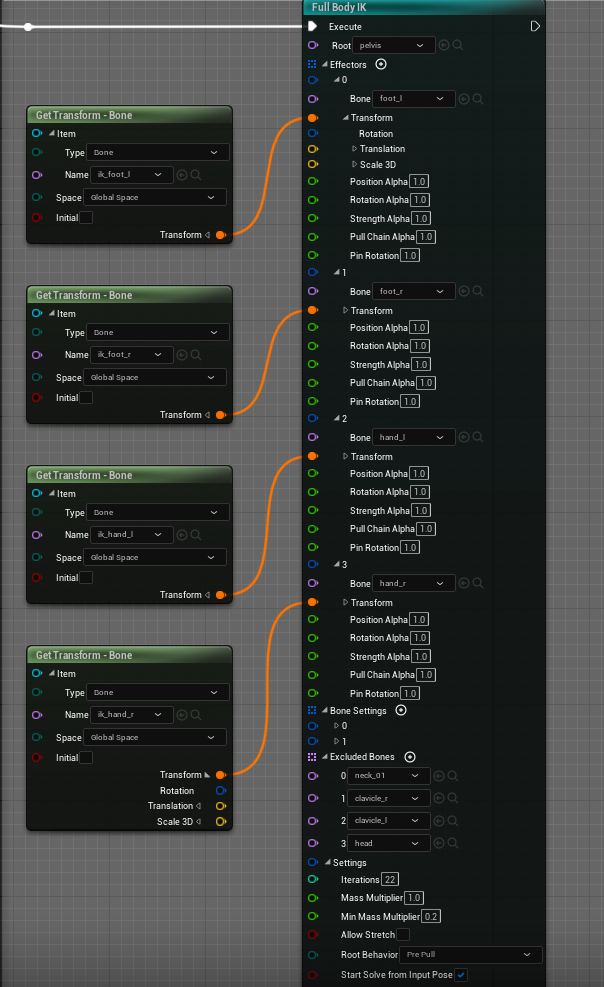 Full Body IK
Execute
Root pelvis
Effectors
0
Bone foot_l
Transform
Rotation
Translation
Scale 3D
Position Alpha 1.0
Rotation Alpha 1.0
Strength Alpha 1.0
Pull Chain Alpha 1.0
Pin Rotation 1.0
1
Bone foot_r
Transform
Position Alpha 1.0
Rotation Alpha 1.0
Strength Alpha 1.0
Pull Chain Alpha 1.0
Pin Rotation 1.0
2
Bone hand_l
Transform
Position Alpha 1.0
Rotation Alpha 1.0
Strength Alpha 1.0
Pull Chain Alpha 1.0
Pin Rotation 1.0
3
Bone hand_r
Transform
Position Alpha 1.0
Rotation Alpha 1.0
Strength Alpha 1.0
Pull Chain Alpha 1.0
Pin Rotation 1.0
Bone Settings
0
1
Excluded Bones
0 neck_01
1 clavicle_r
2 clavicle_l
3 head
Settings
Iterations 22
Mass Multiplier 1.0
Min Mass Multiplier 0.2
Allow Stretch
Root Behavior Pre Pull
Start Solve from Input Pose
Get Transform - Bone
Item
Type Bone
Name ik_foot_l
Space Global Space
Initial
Transform
Get Transform - Bone
Item
Type Bone
Name ik_foot_r
Space Global Space
Initial
Transform
Get Transform - Bone
Item
Type Bone
Name ik_hand_l
Space Global Space
Initial
Transform
Get Transform - Bone
Item
Type Bone
Name ik_hand_r
Space Global Space
Initial
Transform
Rotation
Translation
Scale 3D